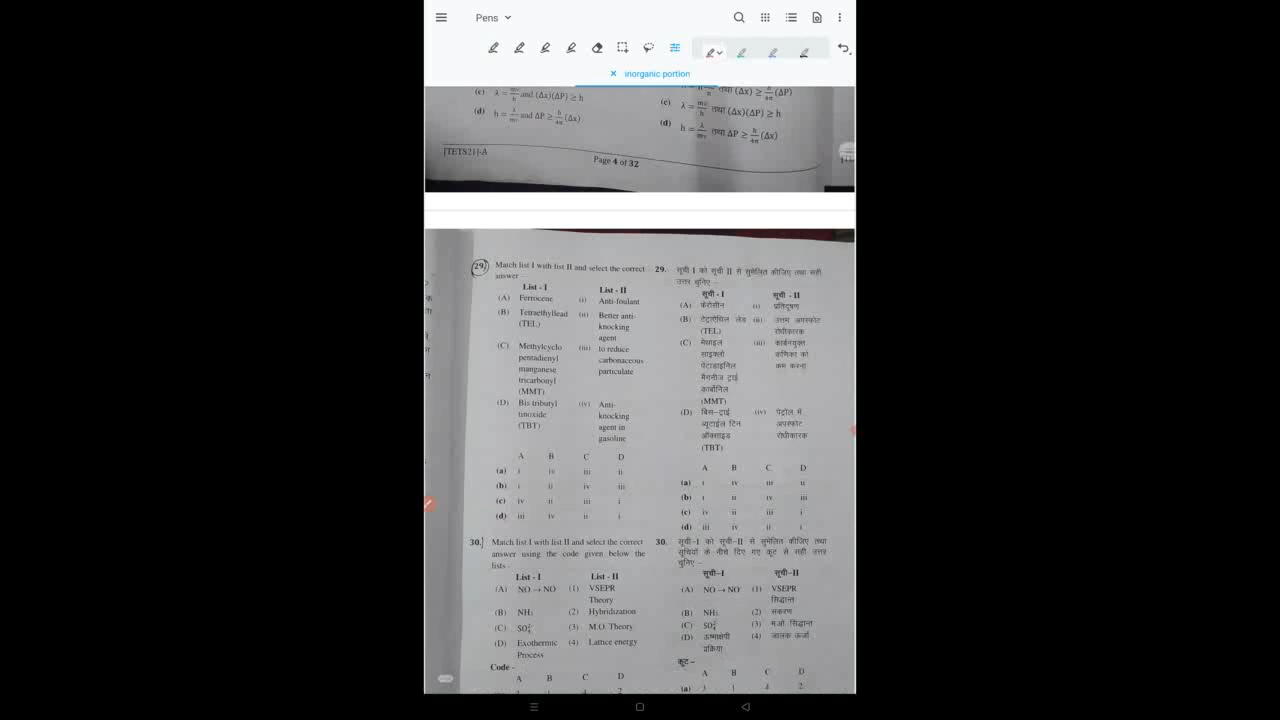 Pens
inorganic portion
(c) λ = mv/h and (Δx)(ΔP) ≥ h
(d) h = λ/mv and ΔP ≥ h/4π (Δx)
तथा (Δx) ≥ h/4π (ΔP)
(c) λ = mv/h तथा (Δx)(ΔP) ≥ h
(d) h = λ/mv तथा ΔP ≥ h/4π (Δx)
[TETS21]-A
Page 4 of 32
29. Match list I with list II and select the correct
answer –
List - I List - II
(A) Ferrocene (i) Anti-foulant
(B) Tetraethyllead (ii) Better anti-
(TEL) knocking
agent
(C) Methylcyclo (iii) to reduce
pentadienyl carbonaceous
manganese particulate
tricarbonyl
(MMT)
(D) Bis tributyl (iv) Anti-
tinoxide knocking
(TBT) agent in
gasoline
A B C D
(a) i iv iii ii
(b) i ii iv iii
(c) iv ii iii i
(d) iii iv ii i
30. Match list I with list II and select the correct
answer using the code given below the
lists -
List - I List - II
(A) NO → NO (1) VSEPR
Theory
(B) NH₃ (2) Hybridization
(C) SO₄²⁻ (3) M.O. Theory
(D) Exothermic (4) Lattice energy
Process
Code -
A B C D
29. सूची I को सूची II से सुमेलित कीजिए तथा सही
उत्तर चुनिए –
सूची - I सूची - II
(A) फेरोसीन (i) प्रतिदूषण
(B) टेट्राऐथिल लेड (ii) उत्तम अपस्फोट
(TEL) रोधीकारक
(C) मेथाइल (iii) कार्बनयुक्त
साइक्लो कणिका को
पेंटाडाइनिल कम करना
मैंगनीज ट्राई
कार्बोनिल
(MMT)
(D) बिस–ट्राई (iv) पेट्रोल में
ब्यूटाईल टिन अपस्फोट
ऑक्साइड रोधीकारक
(TBT)
A B C D
(a) i iv iii ii
(b) i ii iv iii
(c) iv ii iii i
(d) iii iv ii i
30. सूची–I को सूची–II से सुमेलित कीजिए तथा
सूचियों के नीचे दिए गए कूट से सही उत्तर
चुनिए –
सूची–I सूची–II
(A) NO → NO (1) VSEPR
सिद्धान्त
(B) NH₃ (2) संकरण
(C) SO₄²⁻ (3) म.ओ. सिद्धान्त
(D) ऊष्माक्षेपी (4) जालक ऊर्जा
प्रक्रिया
कूट –
A B C D
(a) 3 1 4 2